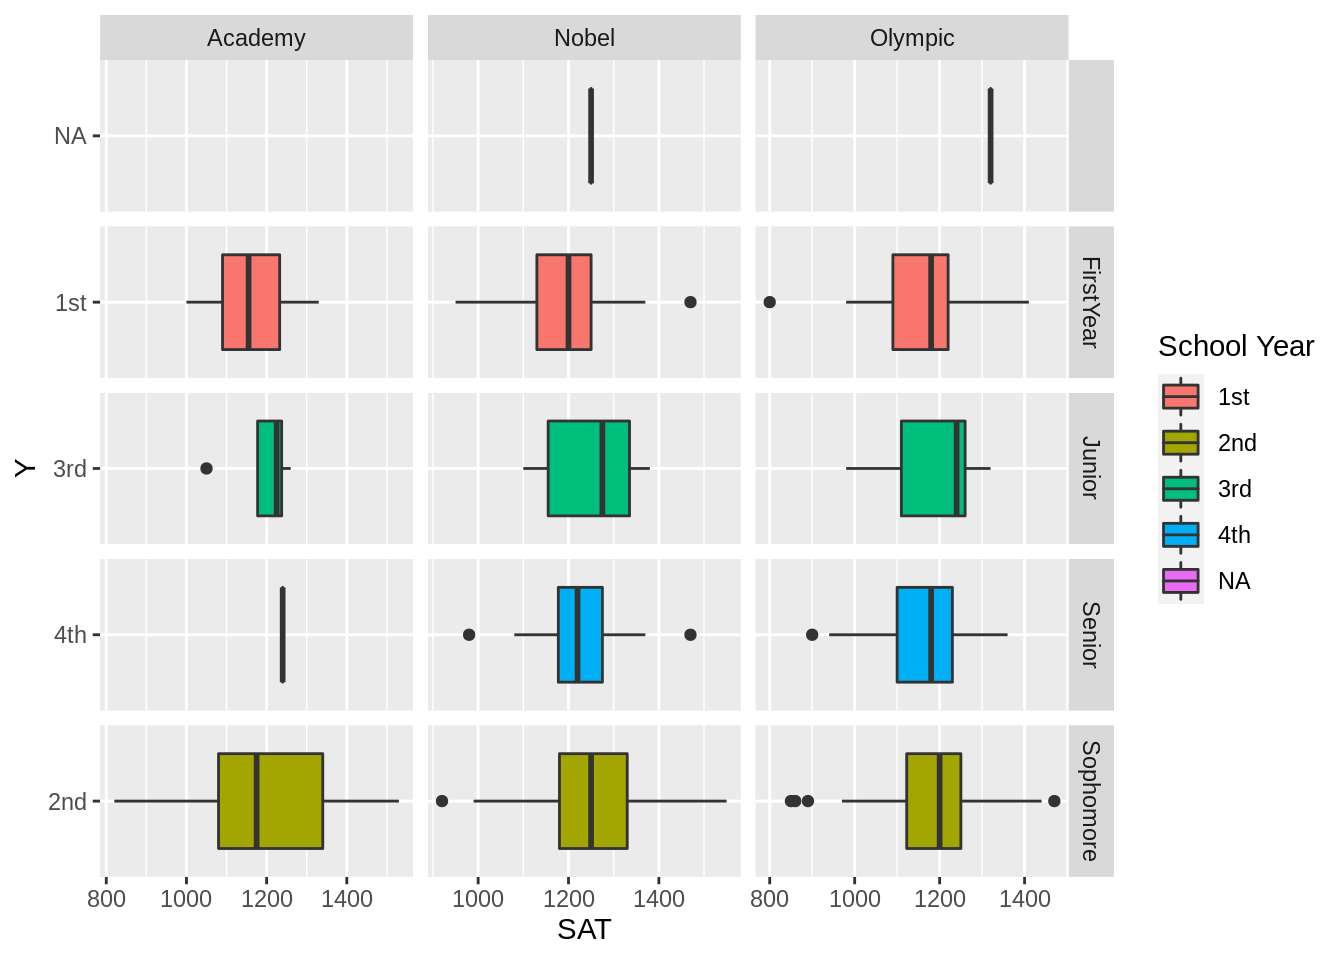 Academy Nobel Olympic
NA
1st FirstYear
3rd Junior
Y
4th Senior
2nd Sophomore
800 1000 1200 1400 1000 1200 1400 800 1000 1200 1400
SAT
School Year
1st
2nd
3rd
4th
NA